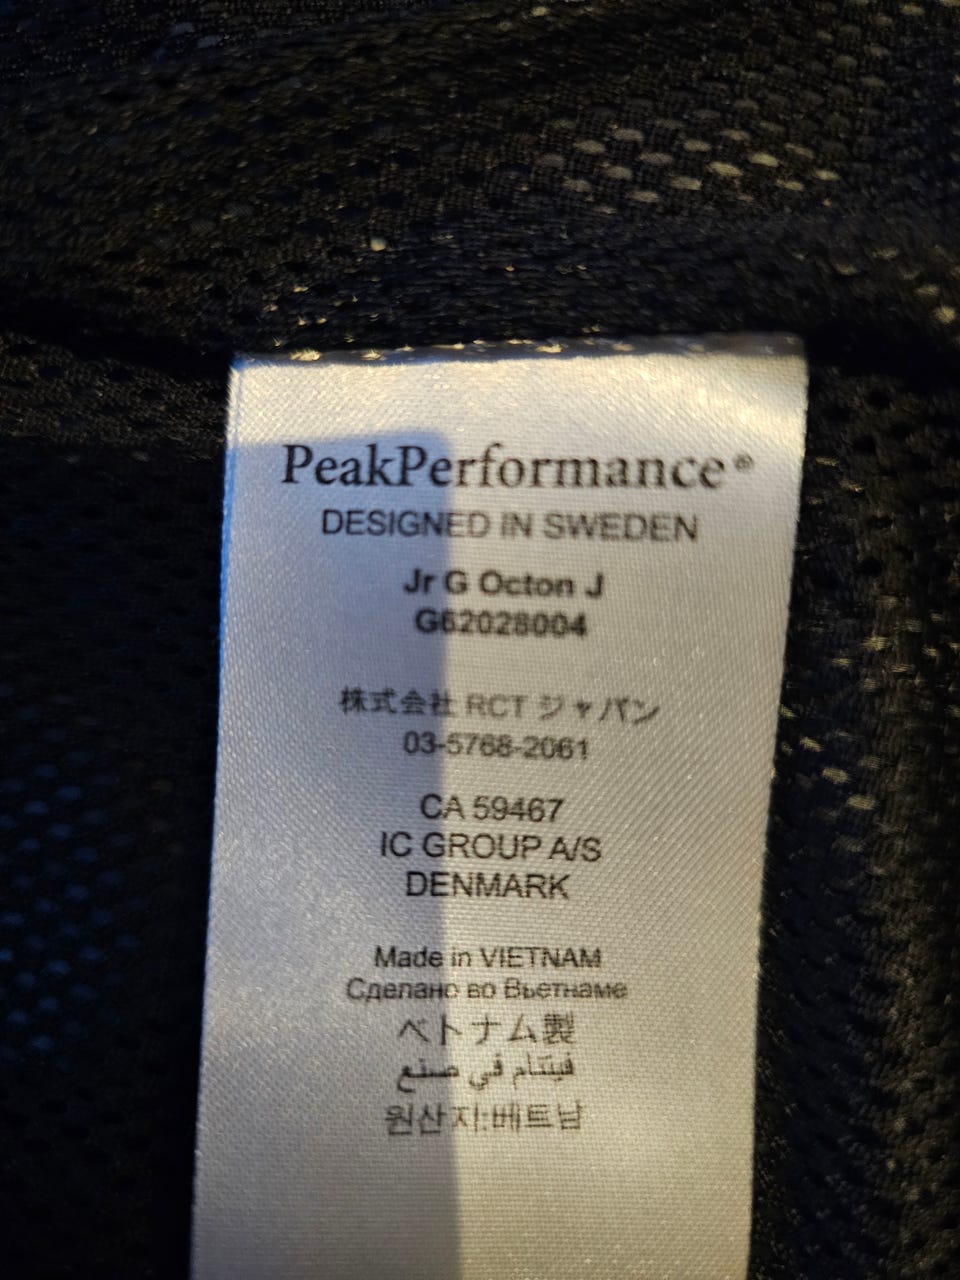 PeakPerformance®
DESIGNED IN SWEDEN
Jr G Octon J
G62028004
株式会社 RCT ジャパン
03-5768-2061
CA 59467
IC GROUP A/S
DENMARK
Made in VIETNAM
Сделано во Вьетнаме
ベトナム製
فيتنام في صنع
원산지:베트남